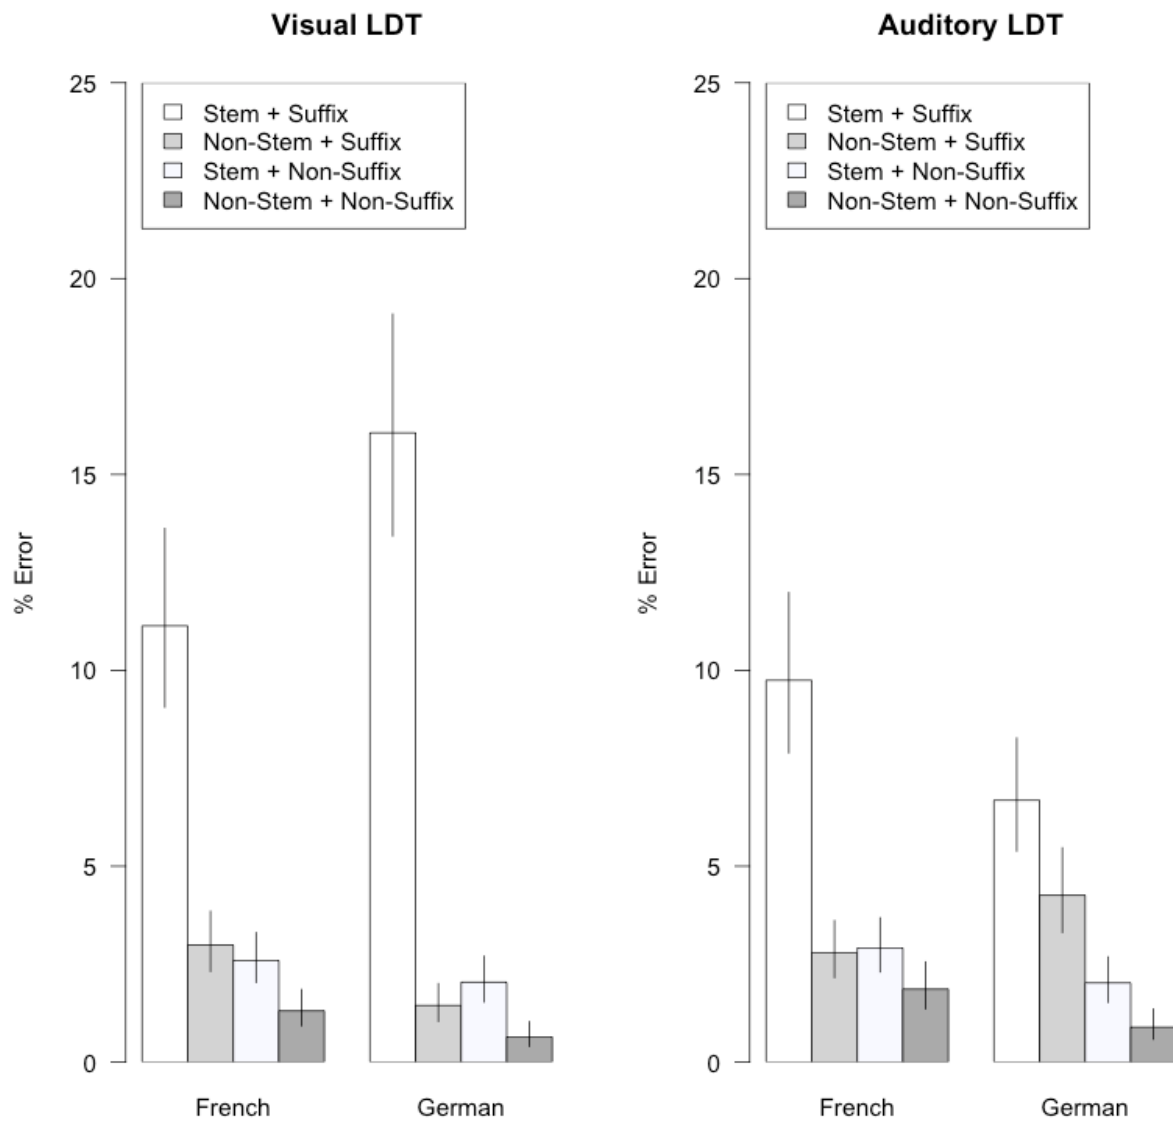 Visual LDT
25
20
15
10
5
0
% Error
Stem + Suffix
Non-Stem + Suffix
Stem + Non-Suffix
Non-Stem + Non-Suffix
French
German
Auditory LDT
25
20
15
10
5
0
% Error
Stem + Suffix
Non-Stem + Suffix
Stem + Non-Suffix
Non-Stem + Non-Suffix
French
German